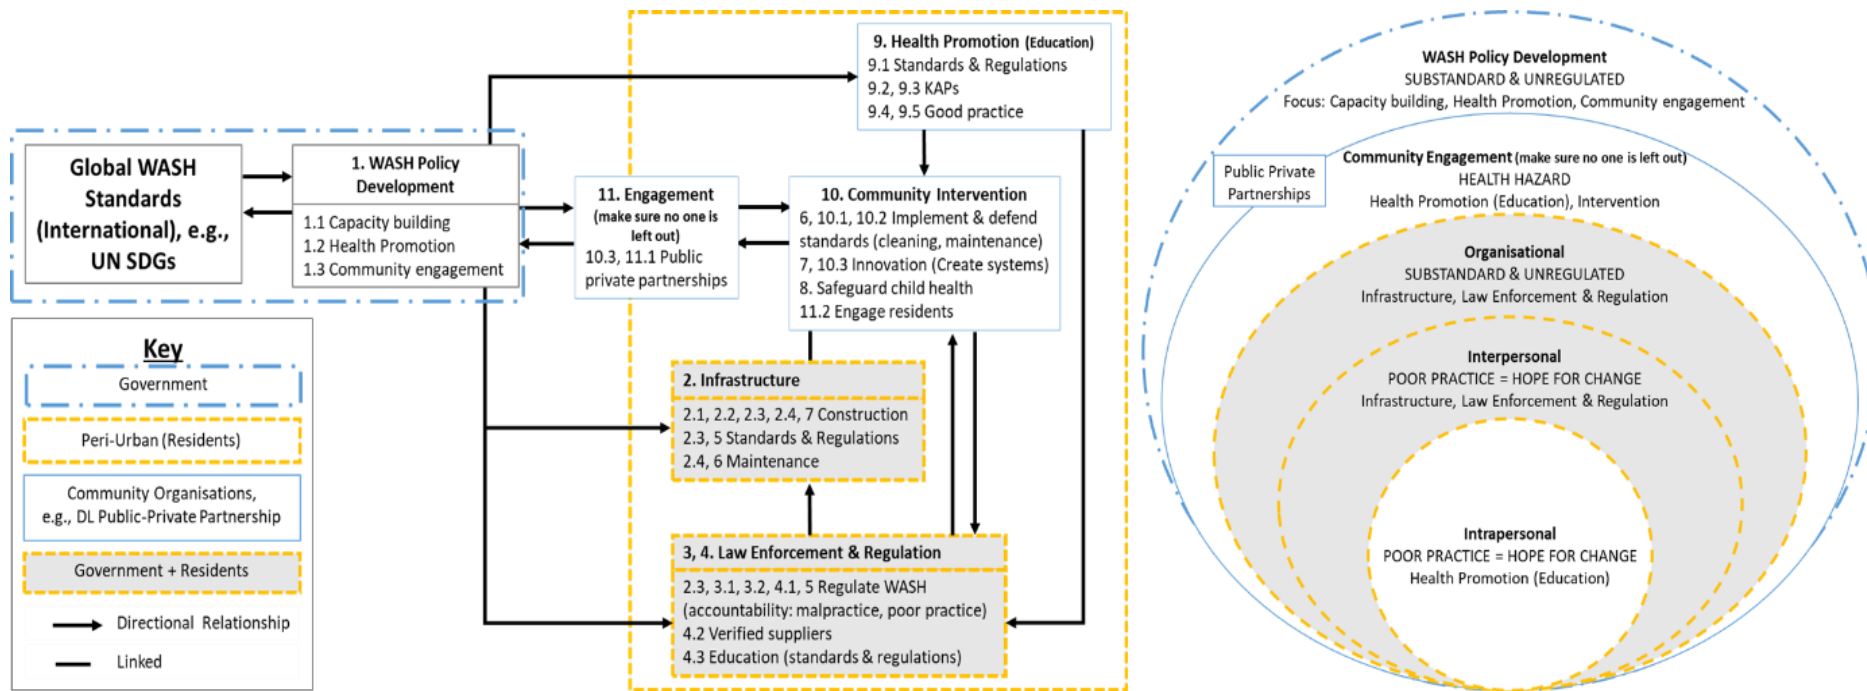 Global WASH
Standards
(International), e.g.,
UN SDGs
1. WASH Policy
Development
1.1 Capacity building
1.2 Health Promotion
1.3 Community engagement
9. Health Promotion (Education)
9.1 Standards & Regulations
9.2, 9.3 KAPs
9.4, 9.5 Good practice
11. Engagement
(make sure no one is
left out)
10.3, 11.1 Public
private partnerships
10. Community Intervention
6, 10.1, 10.2 Implement & defend
standards (cleaning, maintenance)
7, 10.3 Innovation (Create systems)
8. Safeguard child health
11.2 Engage residents
2. Infrastructure
2.1, 2.2, 2.3, 2.4, 7 Construction
2.3, 5 Standards & Regulations
2.4, 6 Maintenance
3, 4. Law Enforcement & Regulation
2.3, 3.1, 3.2, 4.1, 5 Regulate WASH
(accountability: malpractice, poor practice)
4.2 Verified suppliers
4.3 Education (standards & regulations)
Key
Government
Peri-Urban (Residents)
Community Organisations,
e.g., DL Public-Private Partnership
Government + Residents
Directional Relationship
Linked
WASH Policy Development
SUBSTANDARD & UNREGULATED
Focus: Capacity building, Health Promotion, Community engagement
Public Private
Partnerships
Community Engagement (make sure no one is left out)
HEALTH HAZARD
Health Promotion (Education), Intervention
Organisational
SUBSTANDARD & UNREGULATED
Infrastructure, Law Enforcement & Regulation
Interpersonal
POOR PRACTICE = HOPE FOR CHANGE
Infrastructure, Law Enforcement & Regulation
Intrapersonal
POOR PRACTICE = HOPE FOR CHANGE
Health Promotion (Education)